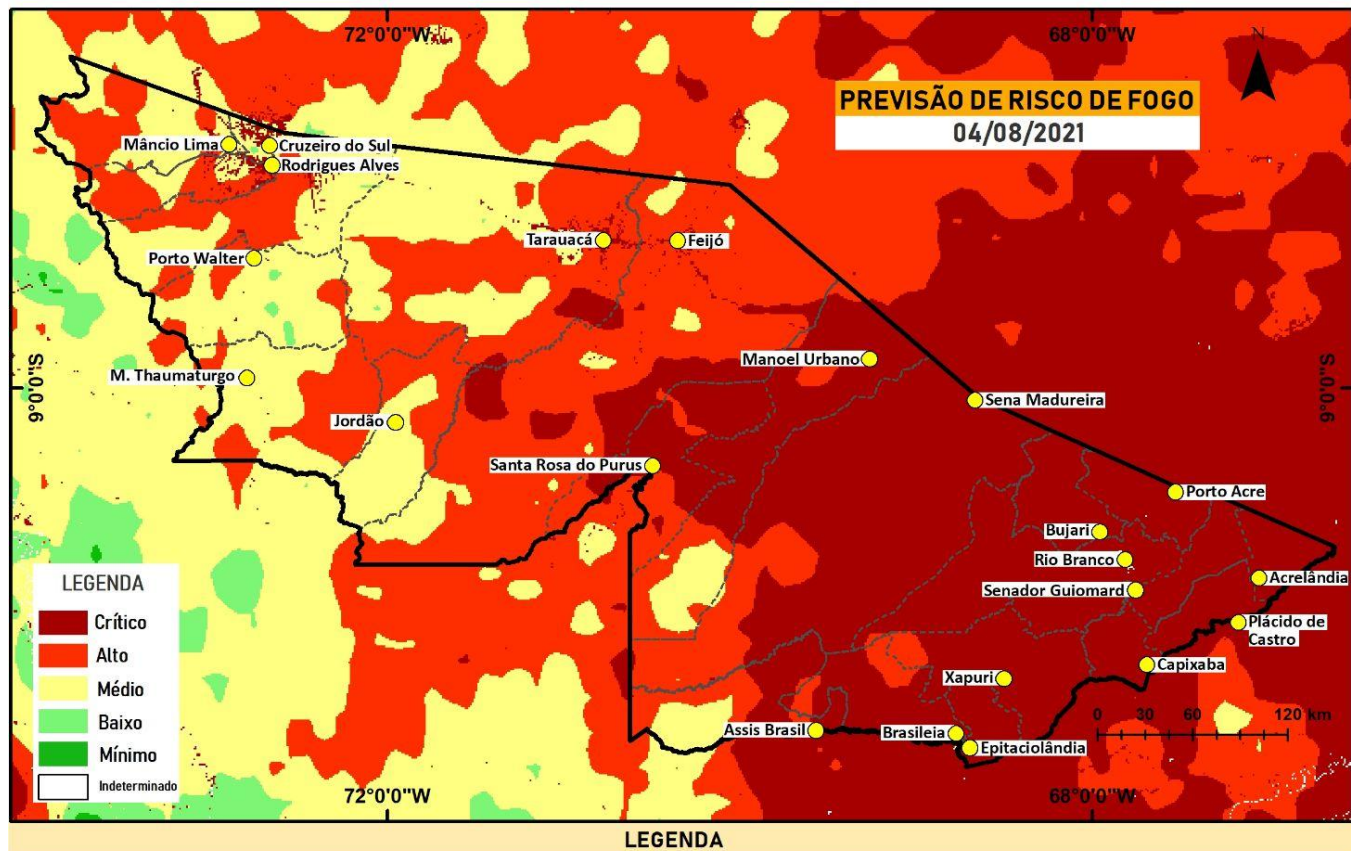 72°0'0"W
68°0'0"W
N
PREVISÃO DE RISCO DE FOGO
04/08/2021
Mâncio Lima
Cruzeiro do Sul
Rodrigues Alves
Tarauacá
Feijó
Porto Walter
Manoel Urbano
9°0'0"S
9°0'0"S
M. Thaumaturgo
Sena Madureira
Jordão
Santa Rosa do Purus
Porto Acre
Bujari
Rio Branco
Acrelândia
Senador Guiomard
Plácido de
Castro
Capixaba
Xapuri
Assis Brasil
Brasileia
Epitaciolândia
0 30 60 120 km
LEGENDA
Crítico
Alto
Médio
Baixo
Mínimo
Indeterminado
72°0'0"W
68°0'0"W
LEGENDA